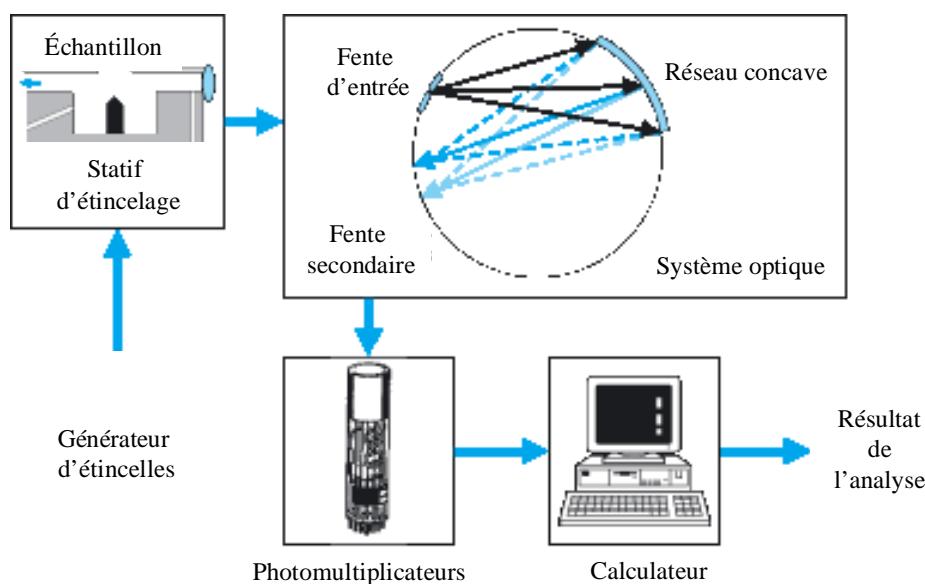 Échantillon
Statif
d’étincelage
Fente
d’entrée
Réseau concave
Fente
secondaire
Système optique
Générateur
d’étincelles
Résultat
de
l’analyse
Photomultiplicateurs
Calculateur